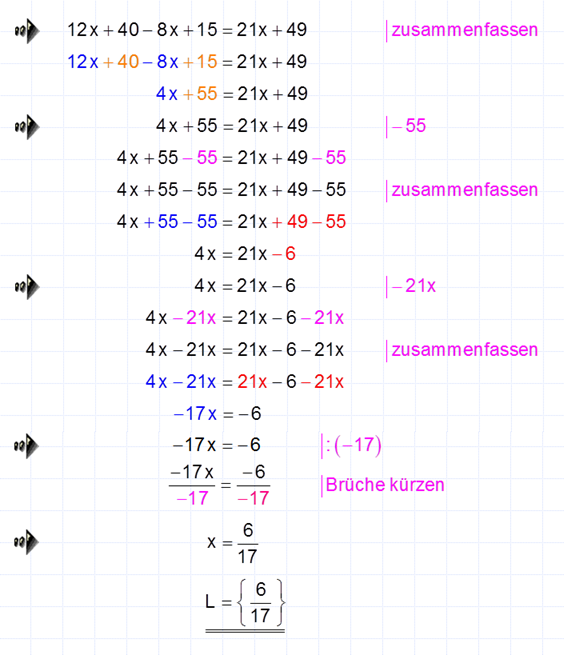 12x + 40 − 8x + 15 = 21x + 49 | zusammenfassen
12x + 40 − 8x + 15 = 21x + 49
4x + 55 = 21x + 49
4x + 55 = 21x + 49 | − 55
4x + 55 − 55 = 21x + 49 − 55
4x + 55 − 55 = 21x + 49 − 55 | zusammenfassen
4x + 55 − 55 = 21x + 49 − 55
4x = 21x − 6
4x = 21x − 6 | − 21x
4x − 21x = 21x − 6 − 21x
4x − 21x = 21x − 6 − 21x | zusammenfassen
4x − 21x = 21x − 6 − 21x
−17x = −6
−17x = −6 | : (−17)
−17x / −17 = −6 / −17 | Brüche kürzen
x = 6 / 17
L = { 6 / 17 }